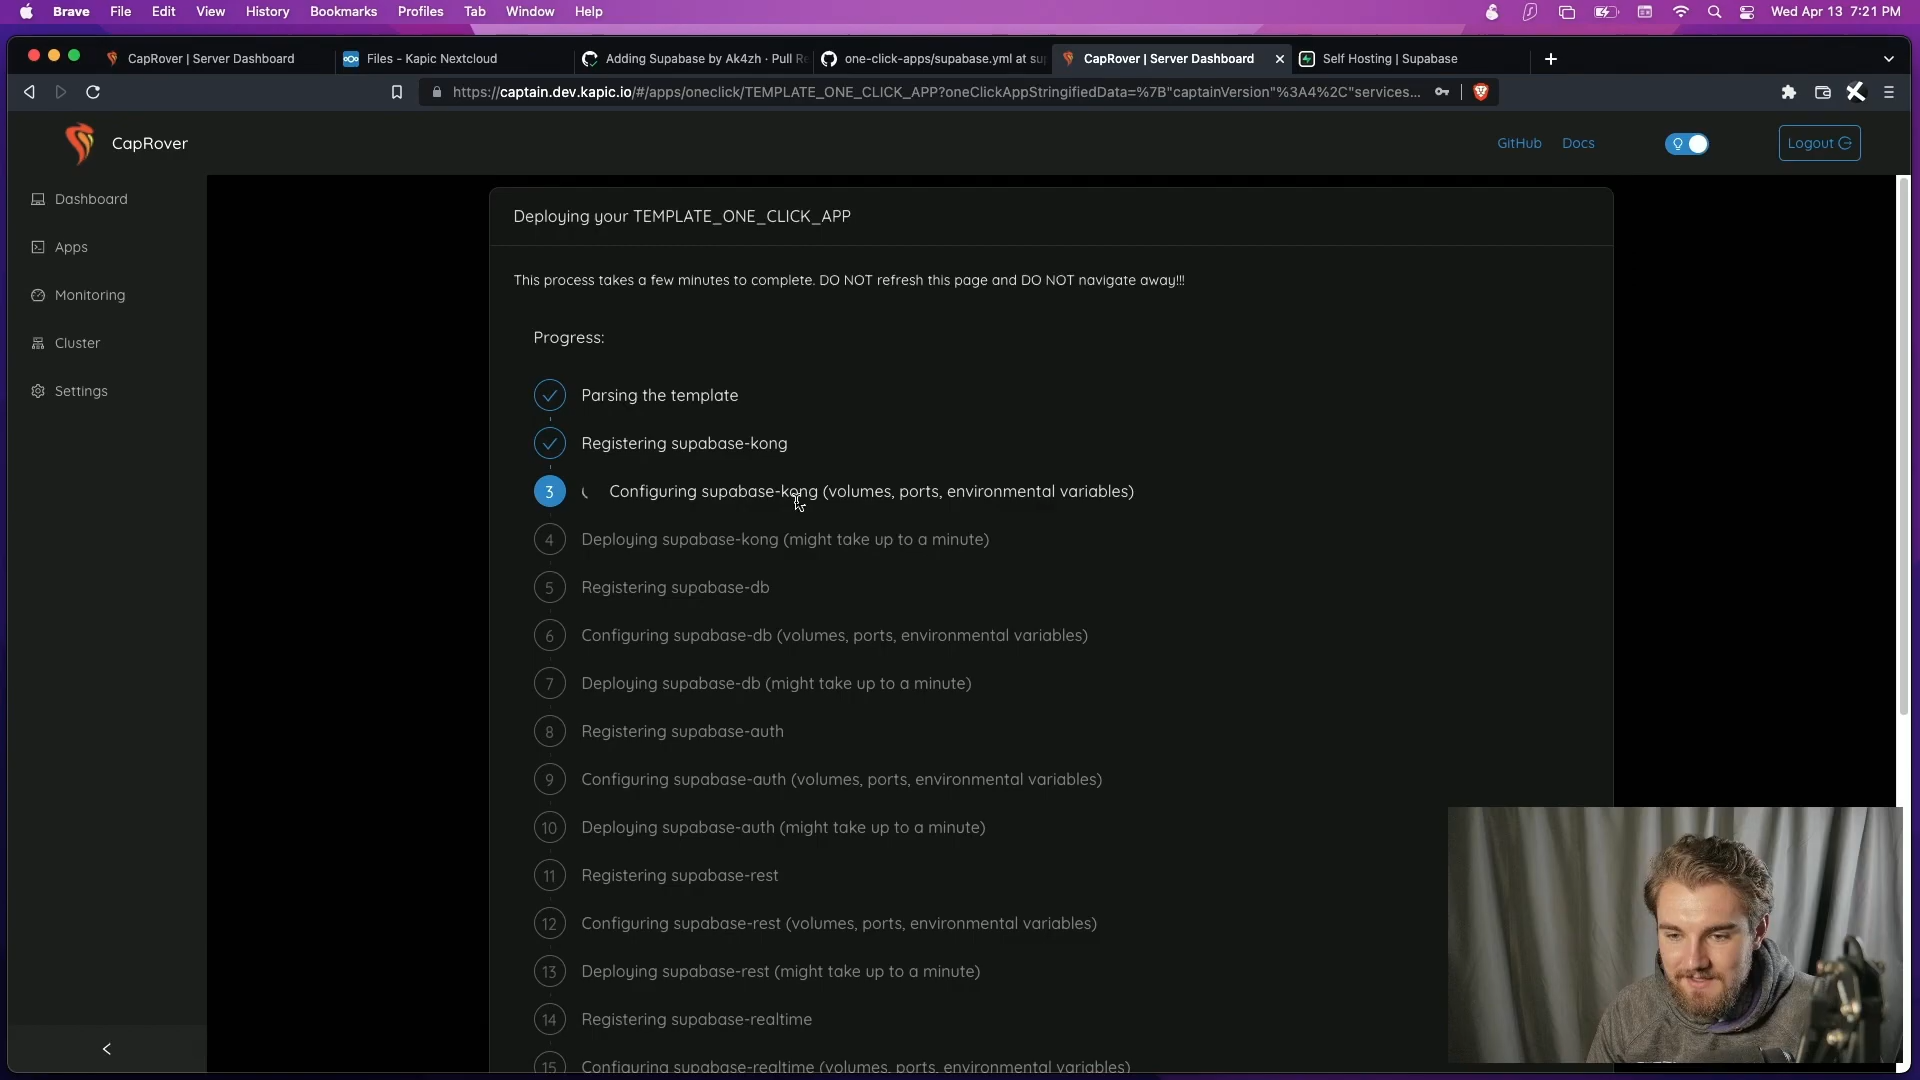 Brave File Edit View History Bookmarks Profiles Tab Window Help
Wed Apr 13 7:21 PM
CapRover | Server Dashboard
Files - Kapic Nextcloud
Adding Supabase by Ak4zh · Pull Re
one-click-apps/supabase.yml at sup
CapRover | Server Dashboard
Self Hosting | Supabase
https://captain.dev.kapic.io/#/apps/oneclick/TEMPLATE_ONE_CLICK_APP?oneClickAppStringifiedData=%7B"captainVersion"%3A4%2C"services...
CapRover
GitHub
Docs
Logout
Dashboard
Apps
Monitoring
Cluster
Settings
Deploying your TEMPLATE_ONE_CLICK_APP
This process takes a few minutes to complete. DO NOT refresh this page and DO NOT navigate away!!!
Progress:
Parsing the template
Registering supabase-kong
3 Configuring supabase-kong (volumes, ports, environmental variables)
4 Deploying supabase-kong (might take up to a minute)
5 Registering supabase-db
6 Configuring supabase-db (volumes, ports, environmental variables)
7 Deploying supabase-db (might take up to a minute)
8 Registering supabase-auth
9 Configuring supabase-auth (volumes, ports, environmental variables)
10 Deploying supabase-auth (might take up to a minute)
11 Registering supabase-rest
12 Configuring supabase-rest (volumes, ports, environmental variables)
13 Deploying supabase-rest (might take up to a minute)
14 Registering supabase-realtime
15 Configuring supabase-realtime (volumes, ports, environmental variables)